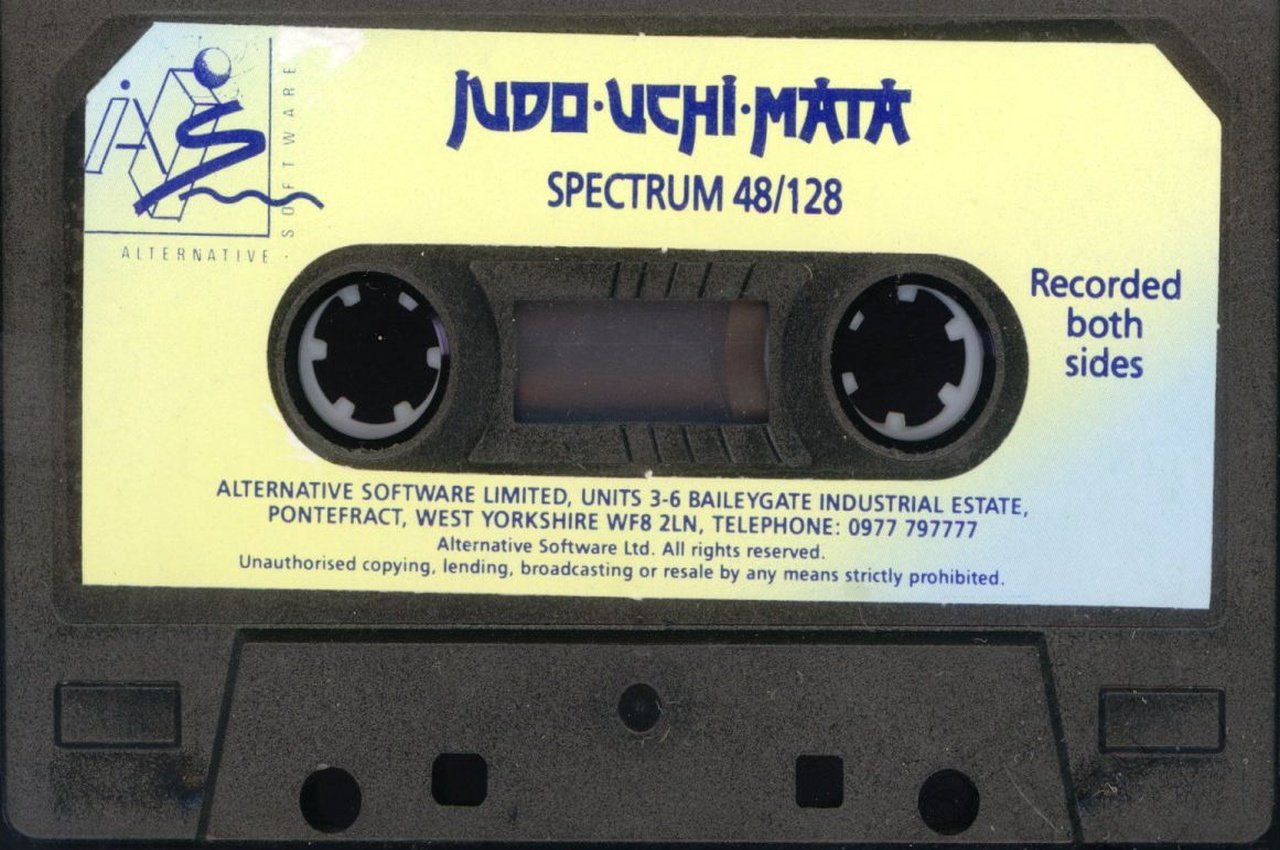 JUDO·UCHI·MATA
SPECTRUM 48/128
AS
SOFTWARE
ALTERNATIVE
Recorded
both
sides
ALTERNATIVE SOFTWARE LIMITED, UNITS 3-6 BAILEYGATE INDUSTRIAL ESTATE,
PONTEFRACT, WEST YORKSHIRE WF8 2LN, TELEPHONE: 0977 797777
Alternative Software Ltd. All rights reserved.
Unauthorised copying, lending, broadcasting or resale by any means strictly prohibited.